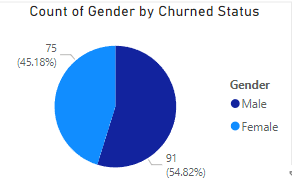 Count of Gender by Churned Status
75
(45.18%)
Gender
Male
Female
91
(54.82%)